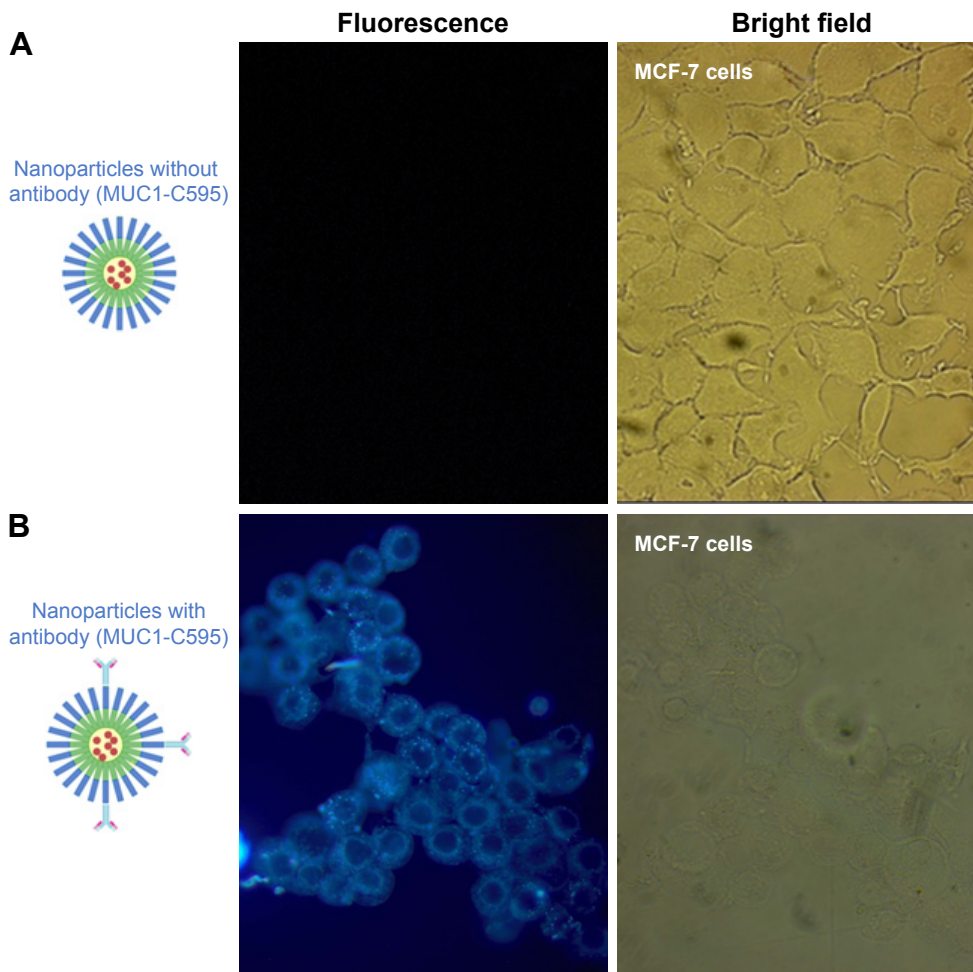 Fluorescence
Bright field
A
MCF-7 cells
Nanoparticles without
antibody (MUC1-C595)
B
MCF-7 cells
Nanoparticles with
antibody (MUC1-C595)